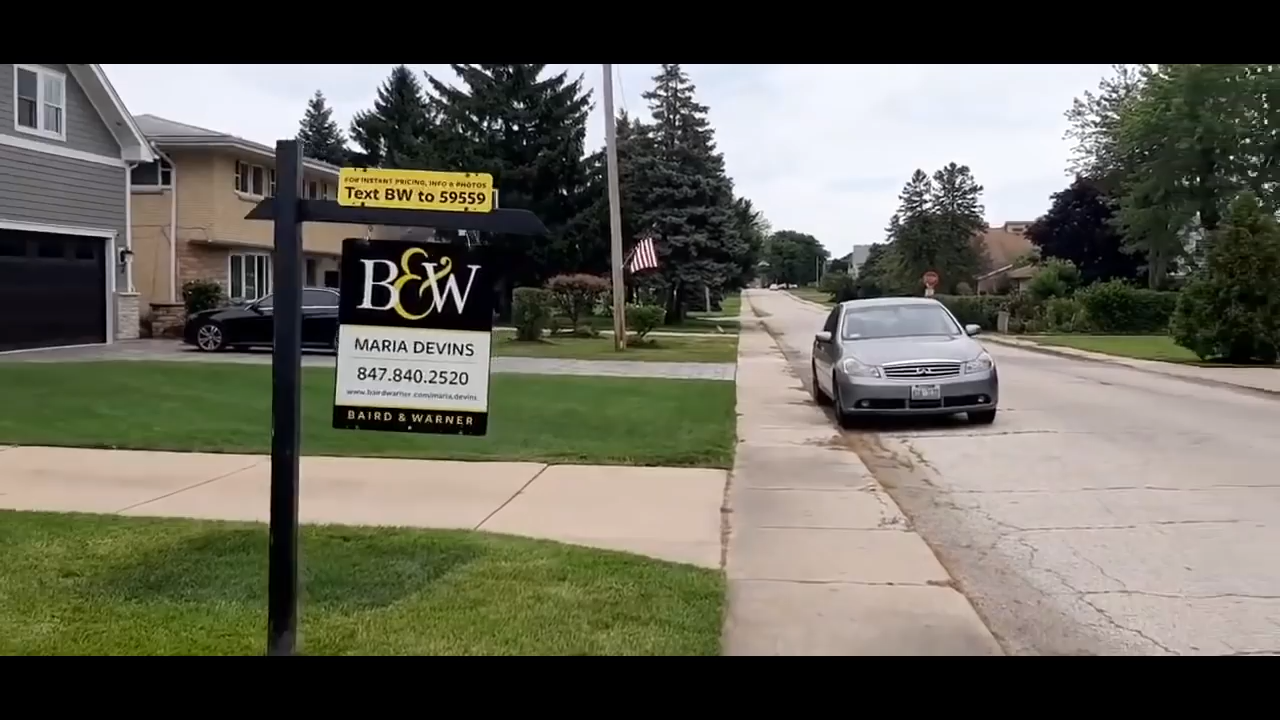 FOR INSTANT PRICING, INFO & PHOTOS
Text BW to 59559
B&W
MARIA DEVINS
847.840.2520
www.bairdwarner.com/maria.devins
BAIRD & WARNER